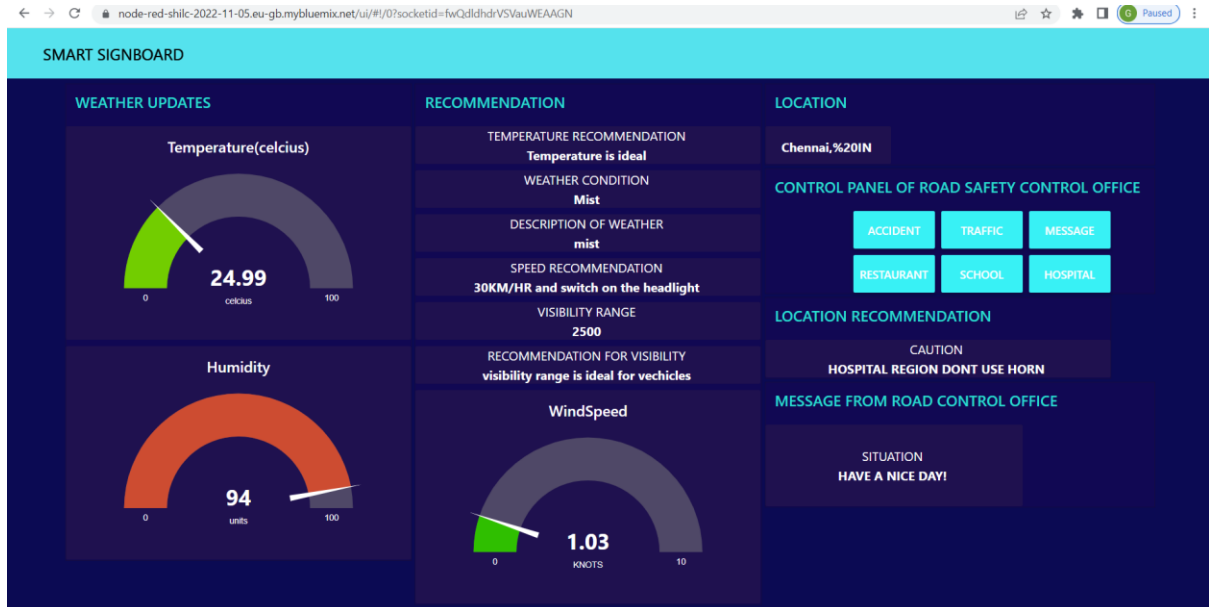 node-red-shilc-2022-11-05.eu-gb.mybluemix.net/ui/#!/0?socketid=fwQdldhdrVSVauWEAAGN
G Paused
SMART SIGNBOARD
WEATHER UPDATES
Temperature(celcius)
24.99
celcius
0
100
Humidity
94
units
0
100
RECOMMENDATION
TEMPERATURE RECOMMENDATION
Temperature is ideal
WEATHER CONDITION
Mist
DESCRIPTION OF WEATHER
mist
SPEED RECOMMENDATION
30KM/HR and switch on the headlight
VISIBILITY RANGE
2500
RECOMMENDATION FOR VISIBILITY
visibility range is ideal for vechicles
WindSpeed
1.03
KNOTS
0
10
LOCATION
Chennai,%20IN
CONTROL PANEL OF ROAD SAFETY CONTROL OFFICE
ACCIDENT TRAFFIC MESSAGE
RESTAURANT SCHOOL HOSPITAL
LOCATION RECOMMENDATION
CAUTION
HOSPITAL REGION DONT USE HORN
MESSAGE FROM ROAD CONTROL OFFICE
SITUATION
HAVE A NICE DAY!